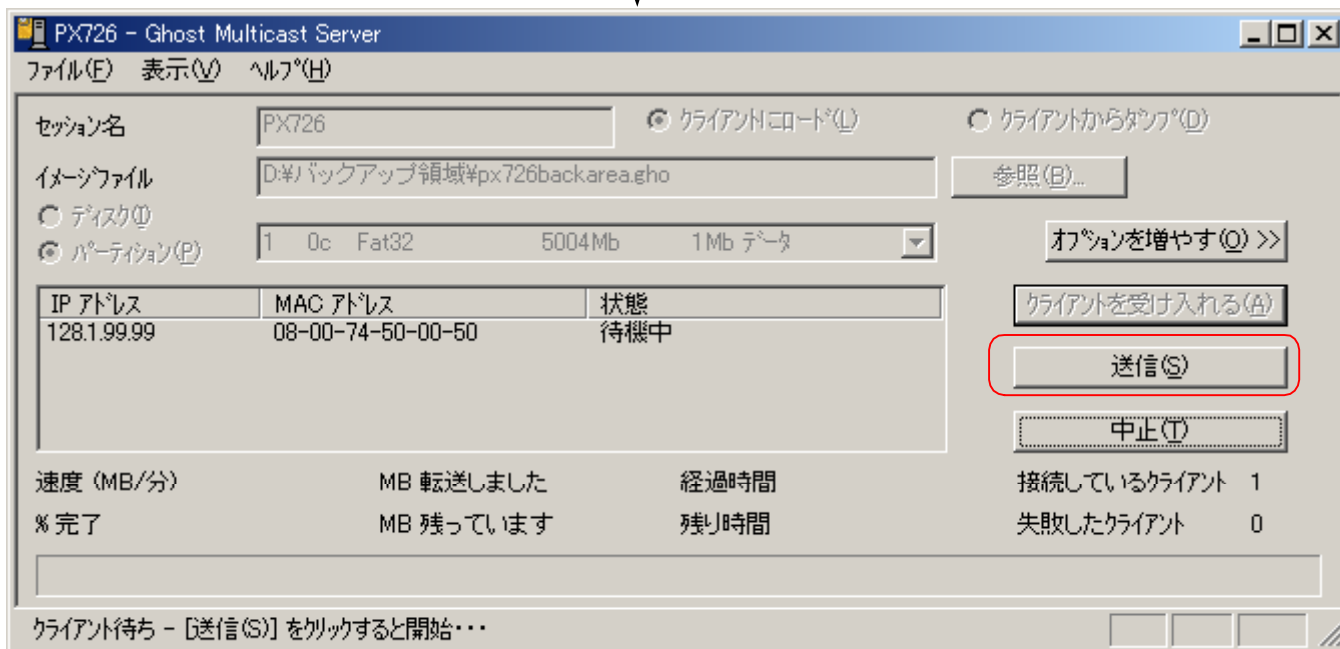 PX726 - Ghost Multicast Server
ﾌｧｲﾙ(F) 表示(V) ﾍﾙﾌﾟ(H)
ｾｯｼｮﾝ名 PX726 ｸﾗｲｱﾝﾄにﾛｰﾄﾞ(L) ｸﾗｲｱﾝﾄからﾀﾞﾝﾌﾟ(D)
ｲﾒｰｼﾞﾌｧｲﾙ D:¥バックアップ領域¥px726backarea.gho 参照(B)...
ﾃﾞｨｽｸ(I)
ﾊﾟｰﾃｨｼｮﾝ(P) 1 0c Fat32 5004Mb 1Mb ﾃﾞｰﾀ ｵﾌﾟｼｮﾝを増やす(O) >>
IP ｱﾄﾞﾚｽ MAC ｱﾄﾞﾚｽ 状態 ｸﾗｲｱﾝﾄを受け入れる(A)
128.1.99.99 08-00-74-50-00-50 待機中
送信(S)
中止(T)
速度 (MB/分) MB 転送しました 経過時間 接続しているｸﾗｲｱﾝﾄ 1
% 完了 MB 残っています 残り時間 失敗したｸﾗｲｱﾝﾄ 0
ｸﾗｲｱﾝﾄ待ち - [送信(S)] をｸﾘｯｸすると開始・・・